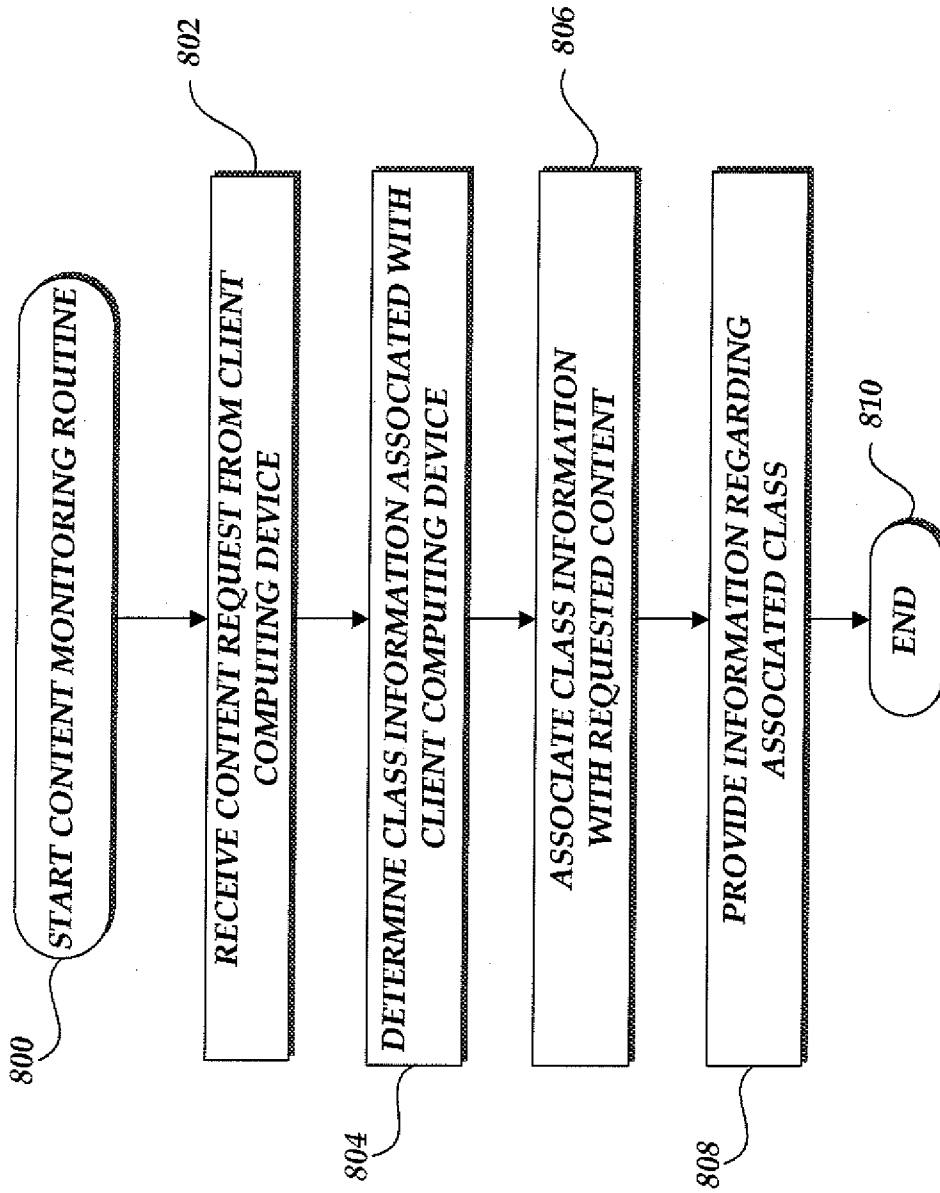 START CONTENT MONITORING ROUTINE
800
RECEIVE CONTENT REQUEST FROM CLIENT
COMPUTING DEVICE
802
DETERMINE CLASS INFORMATION ASSOCIATED WITH
CLIENT COMPUTING DEVICE
804
ASSOCIATE CLASS INFORMATION
WITH REQUESTED CONTENT
806
PROVIDE INFORMATION REGARDING
ASSOCIATED CLASS
808
END
810